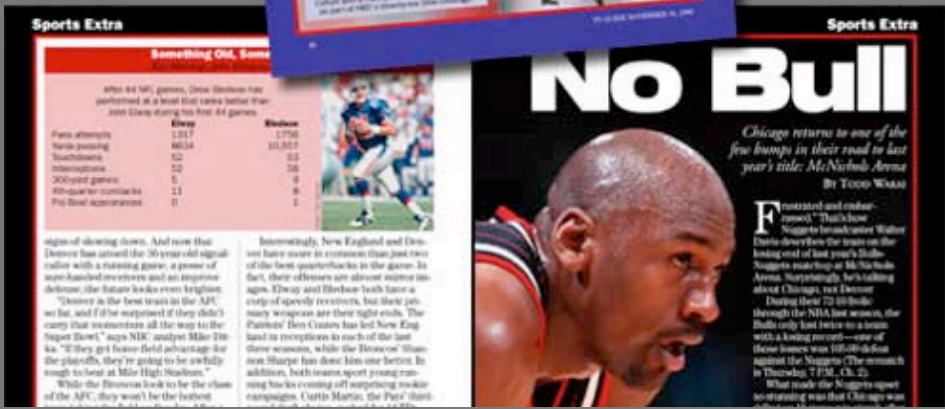 TV GUIDE NOVEMBER 16, 1996
Sports Extra
Something Old, Some
After 44 NFL games, Drew Bledsoe has
performed at a level that ranks better than
John Elway during his first 44 games.
Elway Bledsoe
Pass attempts 1317 1756
Yards passing 8634 10,557
Touchdowns 52 53
Interceptions 52 58
300-yard games 5 9
4th-quarter comebacks 11 8
Pro Bowl appearances 0 1
signs of slowing down. And now that
Denver has armed the 36-year-old signal-
caller with a running game, a posse of
sure-handed receivers and an improved
defense, the future looks even brighter.
"Denver is the best team in the AFC
so far, and I'd be surprised if they didn't
carry that momentum all the way to the
Super Bowl," says NBC analyst Mike Dit-
ka. "If they get home-field advantage for
the playoffs, they're going to be awfully
tough to beat at Mile High Stadium."
While the Broncos look to be the class
of the AFC, they won't be the hottest
Interestingly, New England and Den-
ver have more in common than just two
of the best quarterbacks in the game. In
fact, their offenses are almost mirror im-
ages. Elway and Bledsoe both have a
corp of speedy receivers, but their pri-
mary weapons are their tight ends. The
Patriots' Ben Coates has led New Eng-
land in receptions in each of the last
three seasons, while the Broncos' Shan-
non Sharpe has done him one better. In
addition, both teams sport young run-
ning backs coming off surprising rookie
campaigns. Curtis Martin, the Pats' third-
Sports Extra
No Bull
Chicago returns to one of the
few bumps in their road to last
year's title: McNichols Arena
BY TODD
Frustrated and embar-
rassed." That's how
Nuggets broadcaster Walter
Davis describes the team on the
losing end of last year's Bulls-
Nuggets matchup at McNichols
Arena. Surprisingly, he's talking
about Chicago, not Denver.
During their 72-10 frolic
through the NBA last season, the
Bulls only lost twice to a team
with a losing record—one of
those losses was 105-99 defeat
against the Nuggets (The rematch
is Thursday, 7 P.M., Ch. 2).
What made the Nuggets upset
so stunning was that Chicago was